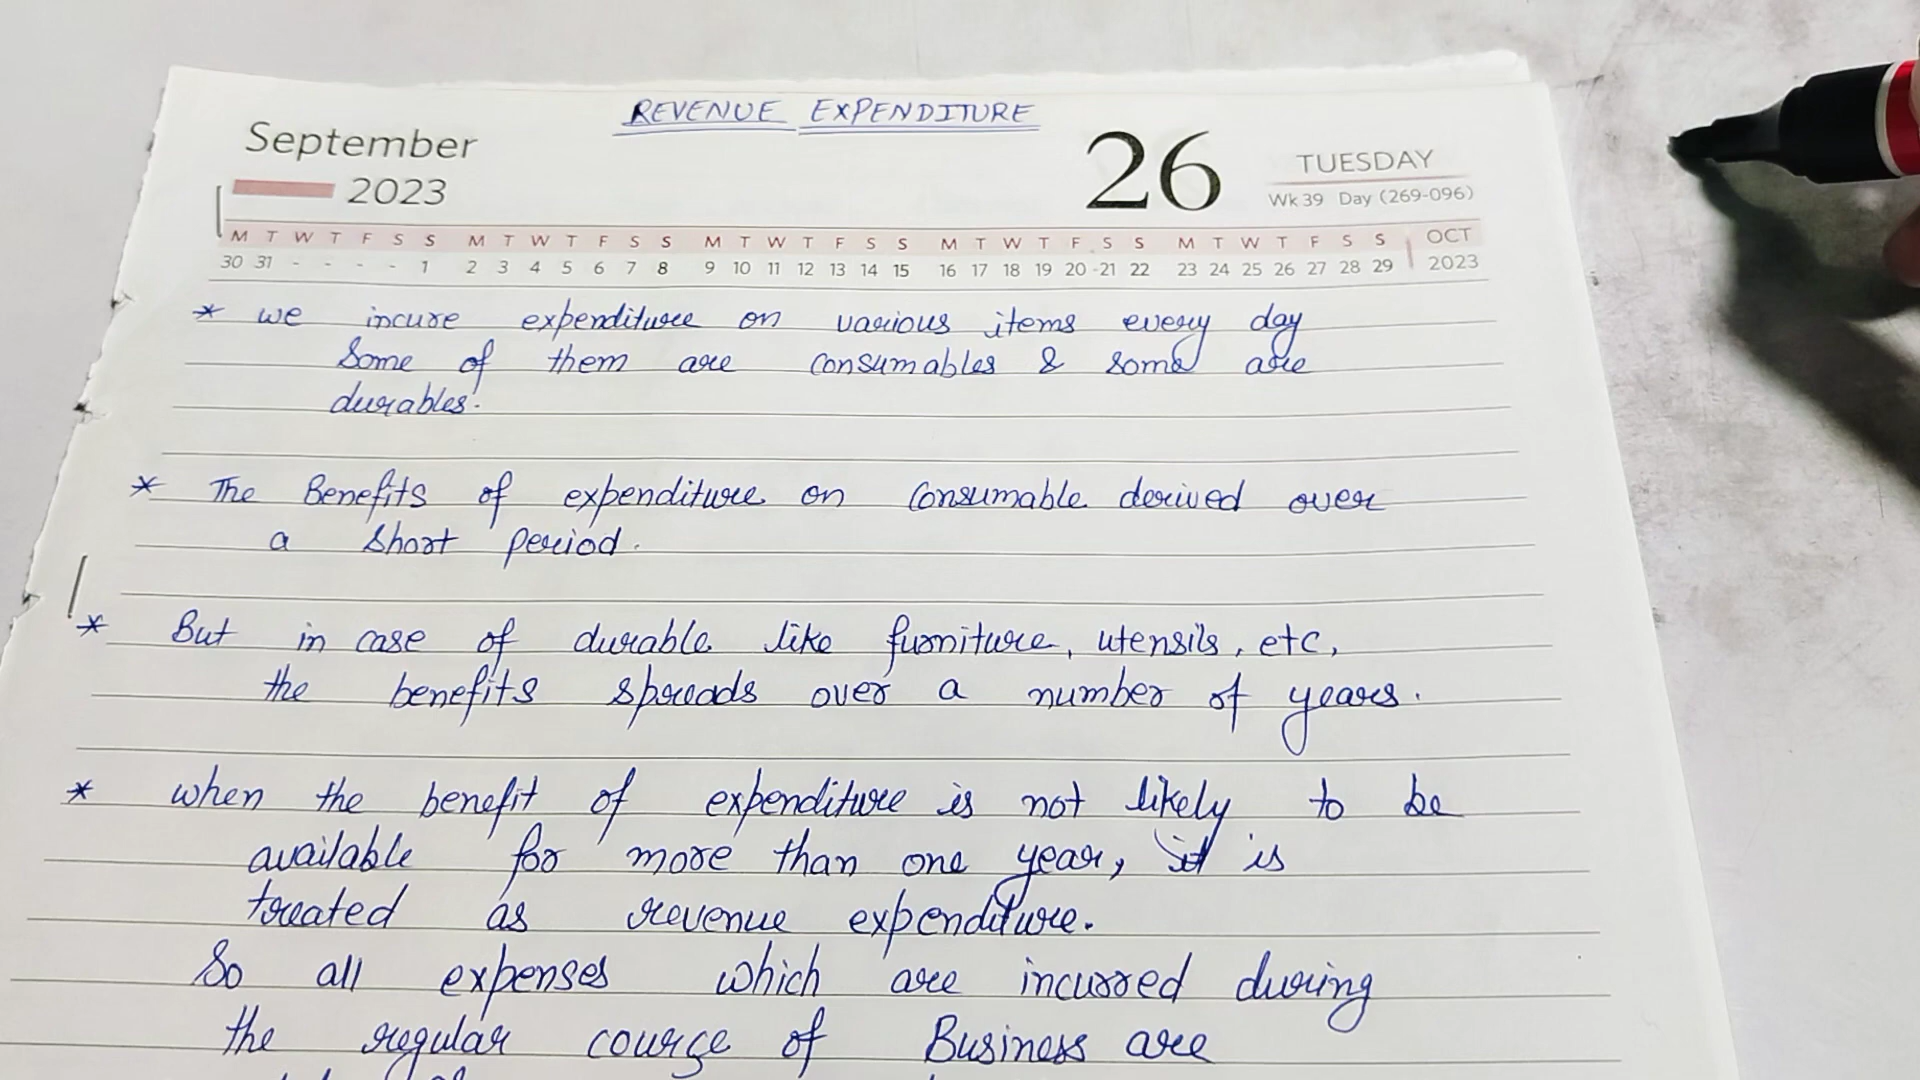 REVENUE EXPENDITURE
September
2023
26
TUESDAY
Wk 39 Day (269-096)
M T W T F S S M T W T F S S M T W T F S S M T W T F S S M T W T F S S OCT
30 31 - - - - 1 2 3 4 5 6 7 8 9 10 11 12 13 14 15 16 17 18 19 20 21 22 23 24 25 26 27 28 29 2023
* we incure expenditure on various items every day
Some of them are consumables & some are
durables.
* The Benefits of expenditure on Consumable derived over
a short period.
* But in case of durable like furniture, utensils, etc,
the benefits spreads over a number of years.
* when the benefit of expenditure is not likely to be
available for more than one year, it is
treated as revenue expenditure.
So all expenses which are incurred during
the regular course of Business are